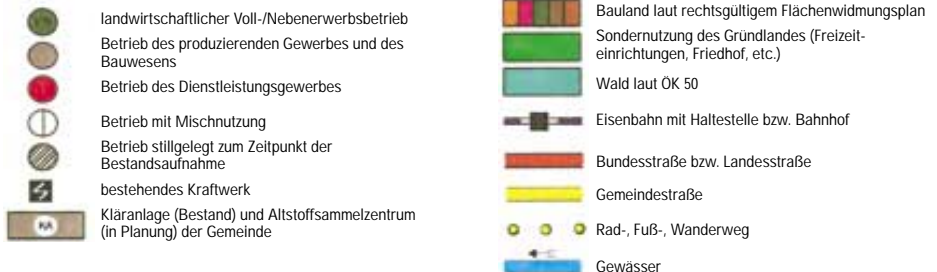 landwirtschaftlicher Voll-/Nebenerwerbsbetrieb
Betrieb des produzierenden Gewerbes und des
Bauwesens
Betrieb des Dienstleistungsgewerbes
Betrieb mit Mischnutzung
Betrieb stillgelegt zum Zeitpunkt der
Bestandsaufnahme
bestehendes Kraftwerk
KA
Kläranlage (Bestand) und Altstoffsammelzentrum
(in Planung) der Gemeinde
Bauland laut rechtsgültigem Flächenwidmungsplan
Sondernutzung des Gründlandes (Freizeit-
einrichtungen, Friedhof, etc.)
Wald laut ÖK 50
Eisenbahn mit Haltestelle bzw. Bahnhof
Bundesstraße bzw. Landesstraße
Gemeindestraße
Rad-, Fuß-, Wanderweg
Gewässer